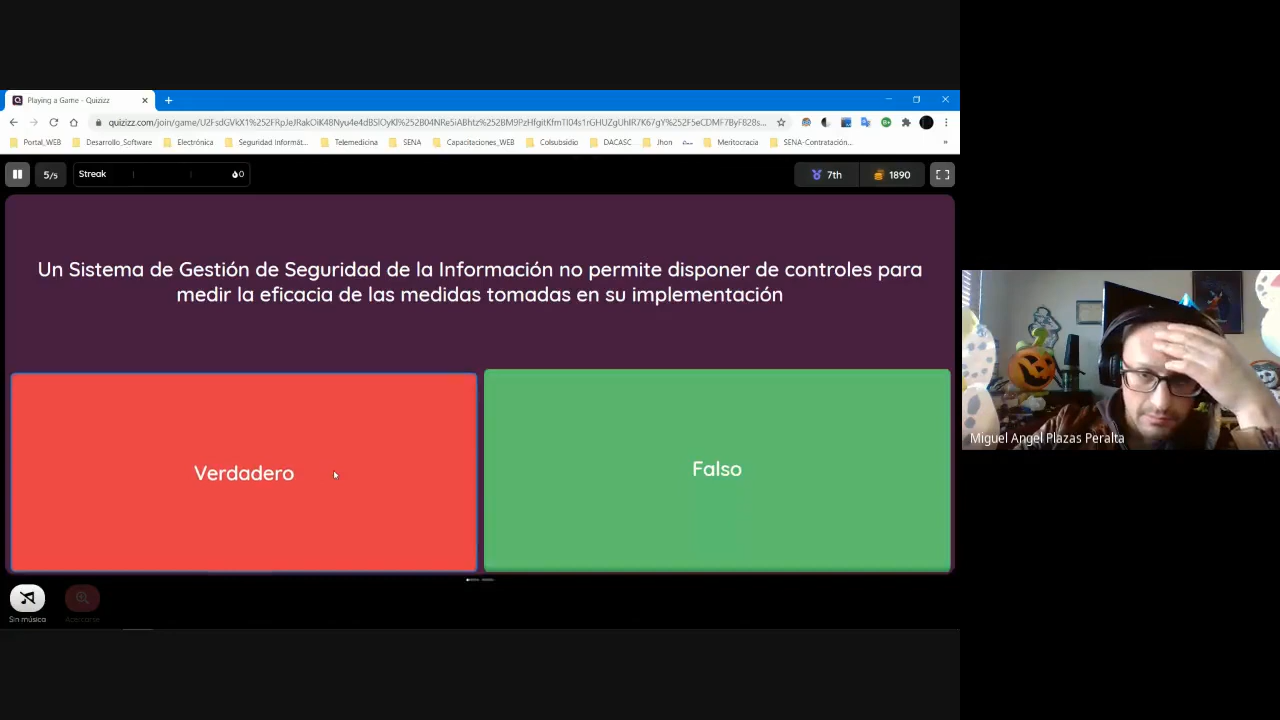 Playing a Game - Quizizz
Portal_WEB
Desarrollo_Software
Electrónica
Seguridad Informát...
Telemedicina
SENA
Capacitaciones_WEB
Colsubsidio
DACASC...
Jhon
Meritocracia
SENA-Contratación...
5/5
Streak
0
7th
1890
Un Sistema de Gestión de Seguridad de la Información no permite disponer de controles para
medir la eficacia de las medidas tomadas en su implementación
Verdadero
Falso
Miguel Angel Plazas Peralta
Sin música
Acercarse